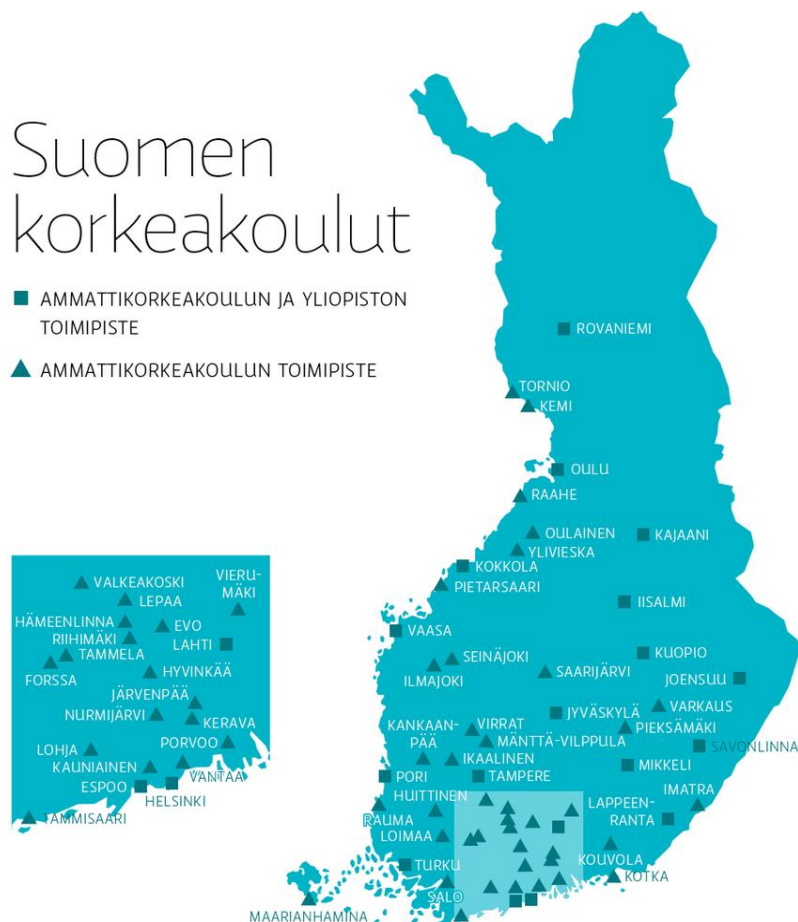 Suomen
korkeakoulut
AMMATTIKORKEAKOULUN JA YLIOPISTON
TOIMIPISTE
AMMATTIKORKEAKOULUN TOIMIPISTE
ROVANIEMI
TORNIO
KEMI
OULU
RAAHE
OULAINEN
KAJAANI
YLIVIESKA
KOKKOLA
PIETARSAARI
IISALMI
VAASA
SEINÄJOKI
KUOPIO
ILMAJOKI
SAARIJÄRVI
JOENSUU
VARKAUS
JYVÄSKYLÄ
KANKAAN-
PÄÄ
VIRRAT
PIEKSÄMÄKI
MÄNTTÄ-VILPPULA
SAVONLINNA
IKAALINEN
MIKKELI
PORI
TAMPERE
IMATRA
HUITTINEN
LAPPEEN-
RANTA
RAUMA
LOIMAA
KOUVOLA
TURKU
KOTKA
SALO
MAARIANHAMINA
VALKEAKOSKI
VIERU-
MÄKI
LEPAA
HÄMEENLINNA
EVO
RIIHIMÄKI
LAHTI
TAMMELA
FORSSA
HYVINKÄÄ
JÄRVENPÄÄ
NURMIJÄRVI
KERAVA
LOHJA
PORVOO
KAUNIAINEN
VANTAA
ESPOO
HELSINKI
TAMMISAARI